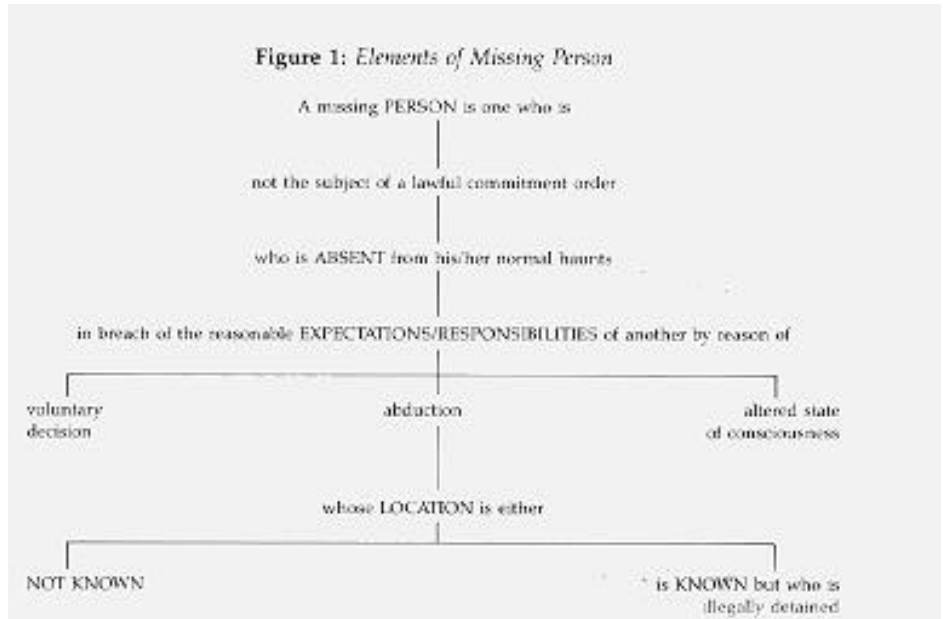 Figure 1: Elements of Missing Person
A missing PERSON is one who is
not the subject of a lawful commitment order
who is ABSENT from his/her normal haunts
in breach of the reasonable EXPECTATIONS/RESPONSIBILITIES of another by reason of
voluntary
decision
abduction
altered state
of consciousness
whose LOCATION is either
NOT KNOWN
is KNOWN but who is
illegally detained